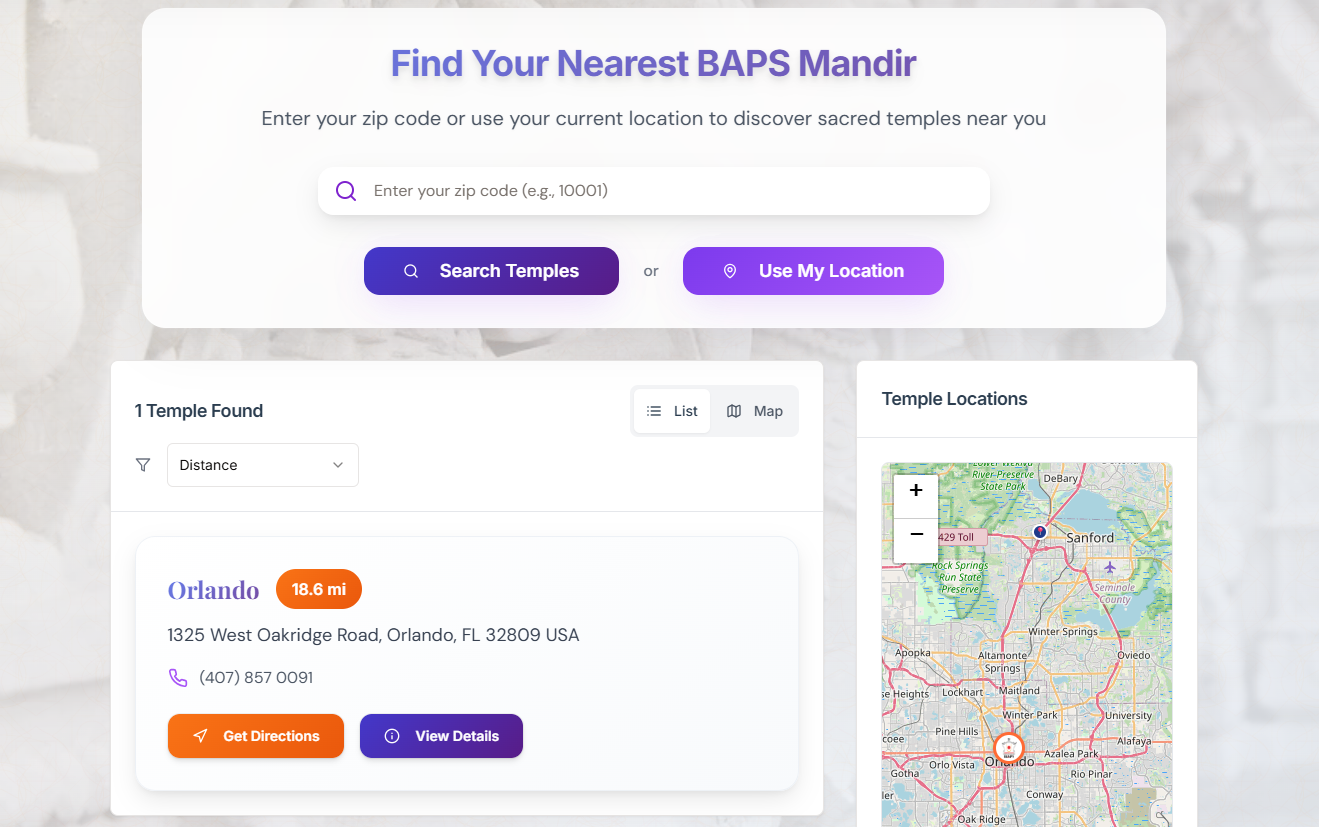 Find Your Nearest BAPS Mandir
Enter your zip code or use your current location to discover sacred temples near you
Enter your zip code (e.g., 10001)
Search Temples
or
Use My Location
1 Temple Found
List
Map
Distance
Orlando
18.6 mi
1325 West Oakridge Road, Orlando, FL 32809 USA
(407) 857 0091
Get Directions
View Details
Temple Locations
+
−
River Preserve
State Park
DeBary
429 Toll
Sanford
Rock Springs
Run State
Preserve
Seminole
County
Winter Springs
Apopka
Altamonte
Springs
Oviedo
se Heights
Lockhart
Maitland
Winter Park
University
Pine Hills
coee
Alafaya
Azalea Park
Orlando
Orlo Vista
Gotha
Rio Pinar
ler
Conway
Oak Ridge